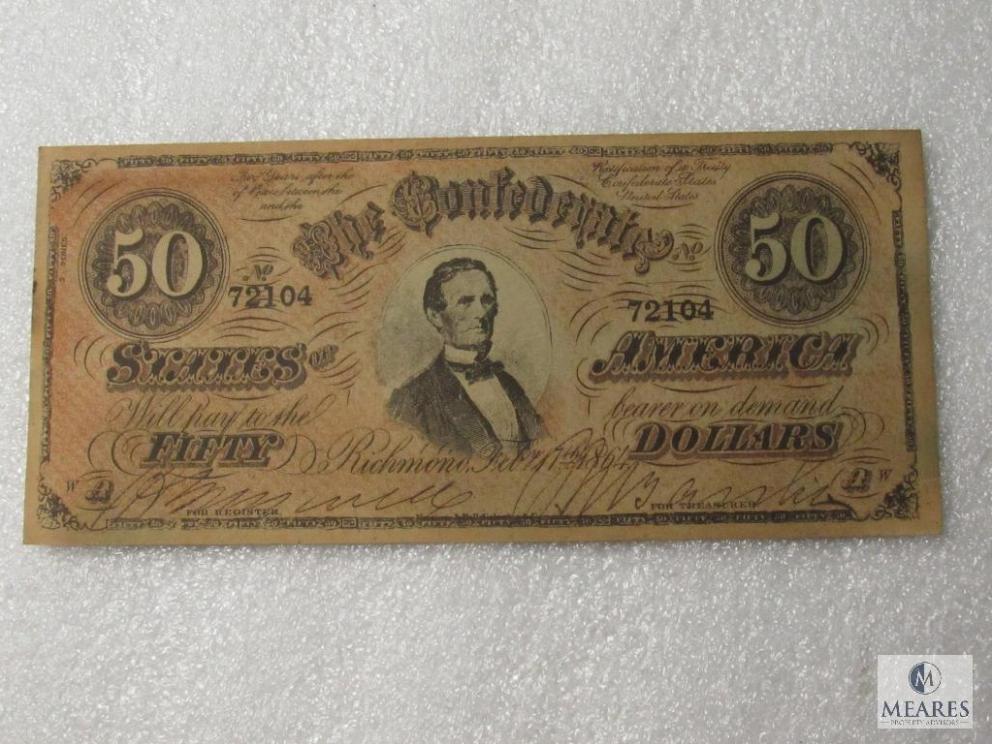 Two Years after the
Ratification of a Treaty
of Peace between the
Confederate States
and the
United States
The Confederate
50
50
No
No
72104
72104
STATES OF
AMERICA
Will pay to the
bearer on demand
FIFTY
DOLLARS
Richmond, Feby 17th 1864
W
W
FOR REGISTER
FOR TREASURER
M
MEARES
PROPERTY ADVISORS